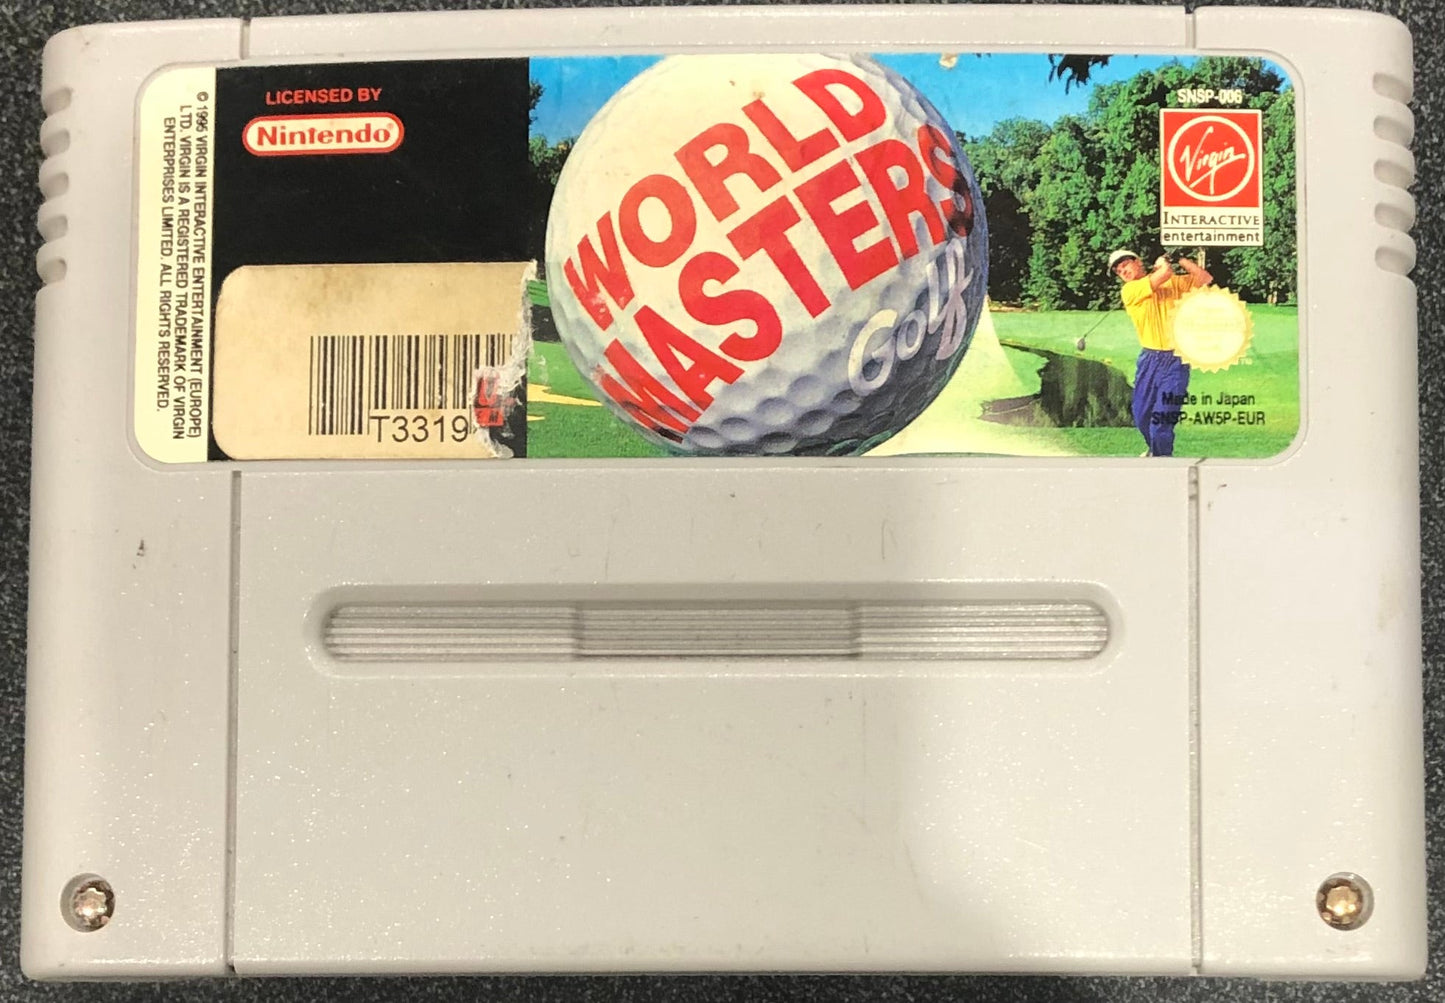 © 1995 VIRGIN INTERACTIVE ENTERTAINMENT (EUROPE)
LTD. VIRGIN IS A REGISTERED TRADEMARK OF VIRGIN
ENTERPRISES LIMITED. ALL RIGHTS RESERVED.
LICENSED BY
Nintendo
T3319
WORLD
MASTERS
Golf
SNSP-006
Virgin
INTERACTIVE
entertainment
Made in Japan
SNSP-AW5P-EUR